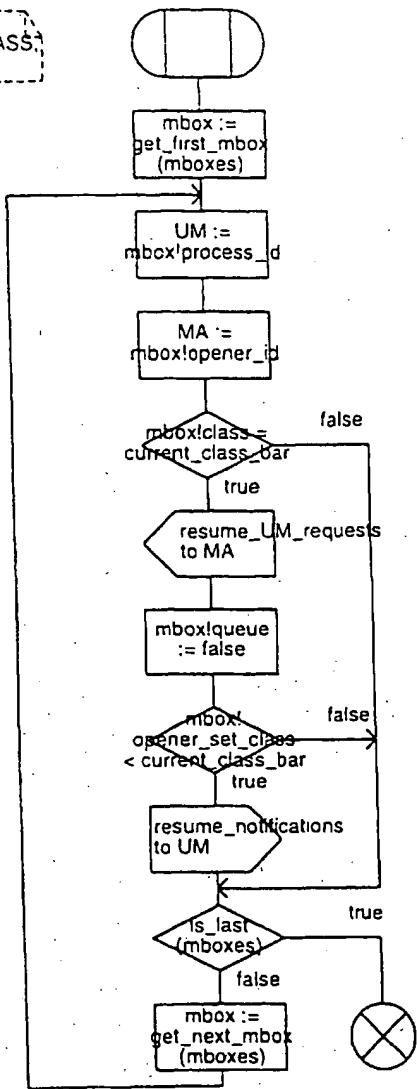 mbox :=
get_first_mbox
(mboxes)
UM :=
mbox!process_id
MA :=
mbox!opener_id
mbox!class =
current_class_bar
false
true
resume_UM_requests
to MA
mbox!queue
:= false
mbox!
opener_set_class
< current_class_bar
false
true
resume_notifications
to UM
is_last
(mboxes)
true
false
mbox :=
get_next_mbox
(mboxes)